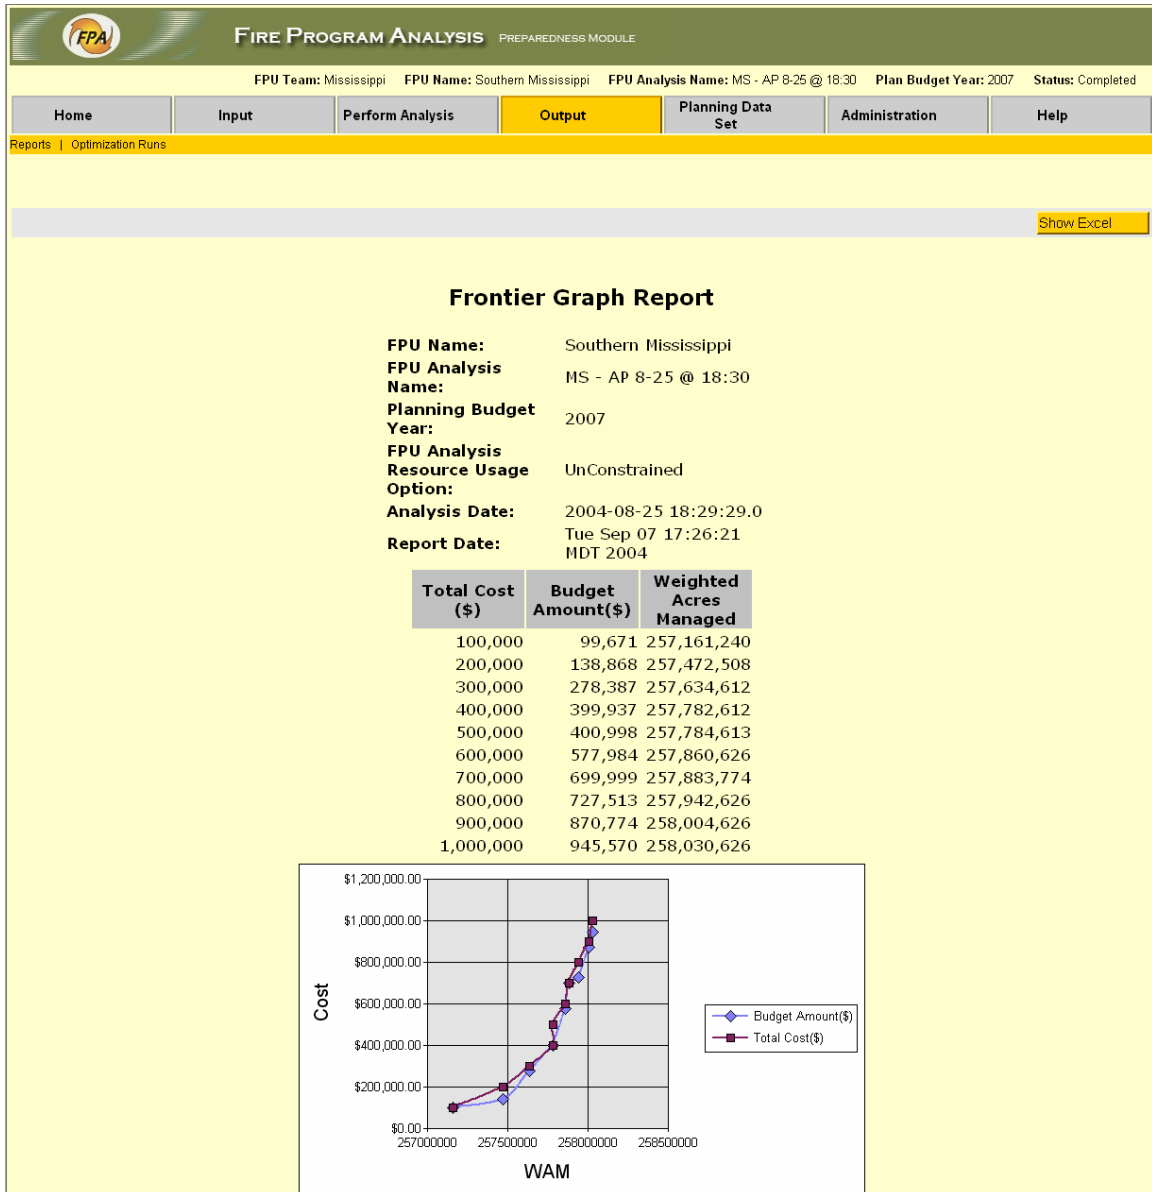 FPA FIRE PROGRAM ANALYSIS PREPAREDNESS MODULE
FPU Team: Mississippi FPU Name: Southern Mississippi FPU Analysis Name: MS - AP 8-25 @ 18:30 Plan Budget Year: 2007 Status: Completed
Home Input Perform Analysis Output Planning Data Set Administration Help
Reports | Optimization Runs
Show Excel
Frontier Graph Report
FPU Name: Southern Mississippi
FPU Analysis
Name: MS - AP 8-25 @ 18:30
Planning Budget
Year: 2007
FPU Analysis
Resource Usage UnConstrained
Option:
Analysis Date: 2004-08-25 18:29:29.0
Report Date: Tue Sep 07 17:26:21
MDT 2004
Total Cost ($) Budget Amount($) Weighted Acres Managed
100,000 99,671 257,161,240
200,000 138,868 257,472,508
300,000 278,387 257,634,612
400,000 399,937 257,782,612
500,000 400,998 257,784,613
600,000 577,984 257,860,626
700,000 699,999 257,883,774
800,000 727,513 257,942,626
900,000 870,774 258,004,626
1,000,000 945,570 258,030,626
$1,200,000.00
$1,000,000.00
$800,000.00
$600,000.00
$400,000.00
$200,000.00
$0.00
Cost
257000000 257500000 258000000 258500000
WAM
Budget Amount($)
Total Cost($)